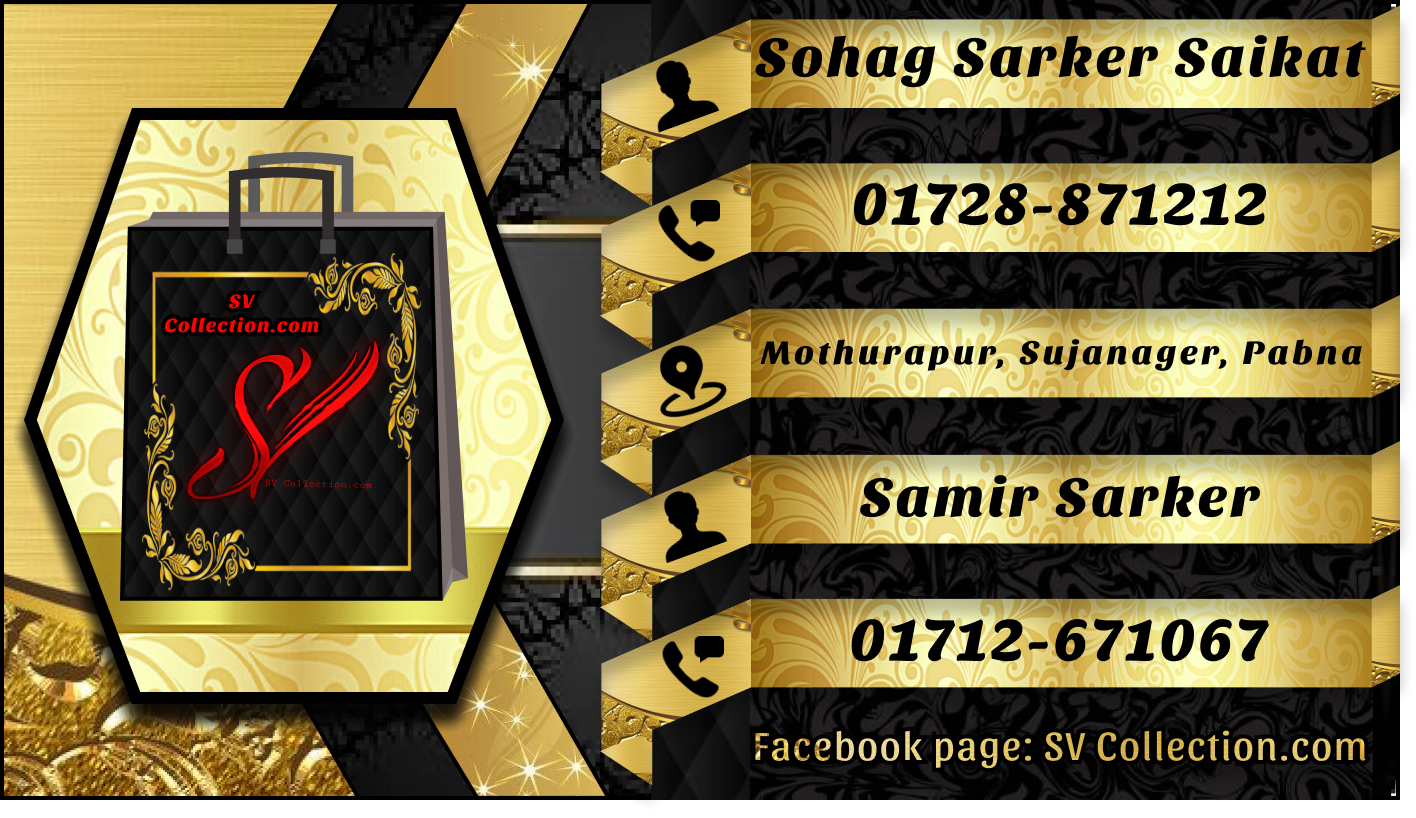 SV
Collection.com
SV
SV Collection.com
Sohag Sarker Saikat
01728-871212
Mothurapur, Sujanager, Pabna
Samir Sarker
01712-671067
Facebook page: SV Collection.com